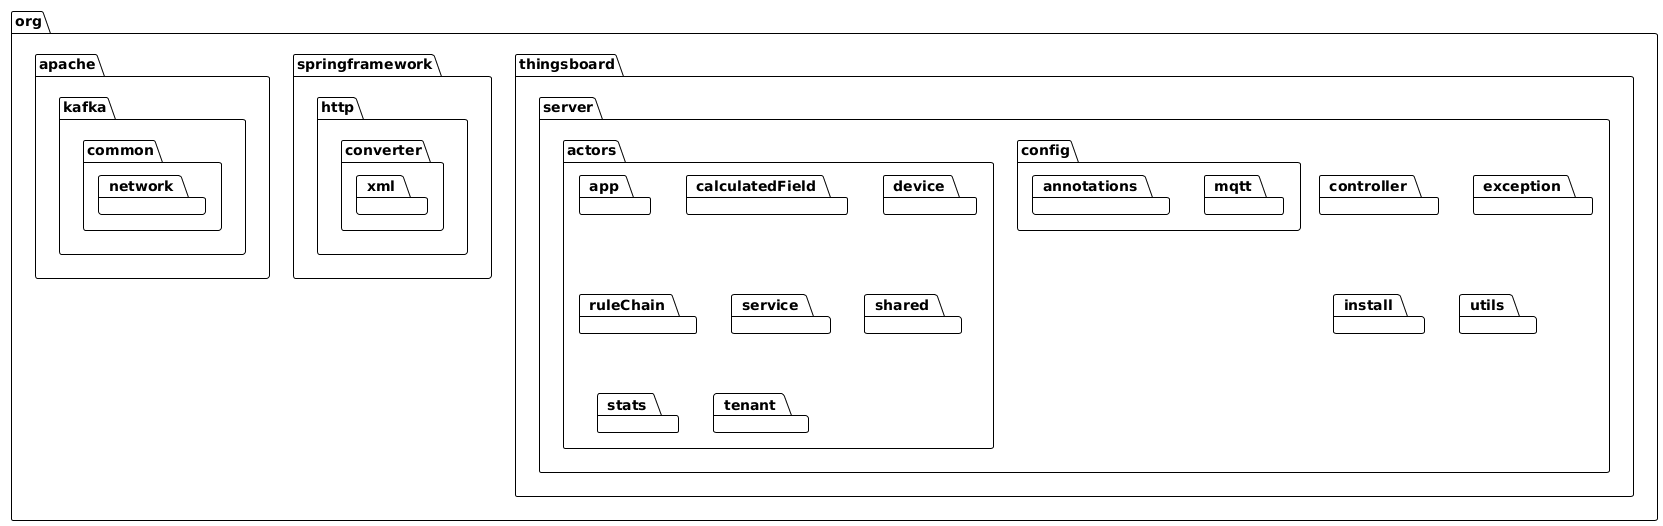 org
apache
springframework
thingsboard
kafka
http
server
common
converter
actors
config
network
xml
app
calculatedField
device
annotations
mqtt
controller
exception
ruleChain
service
shared
install
utils
stats
tenant